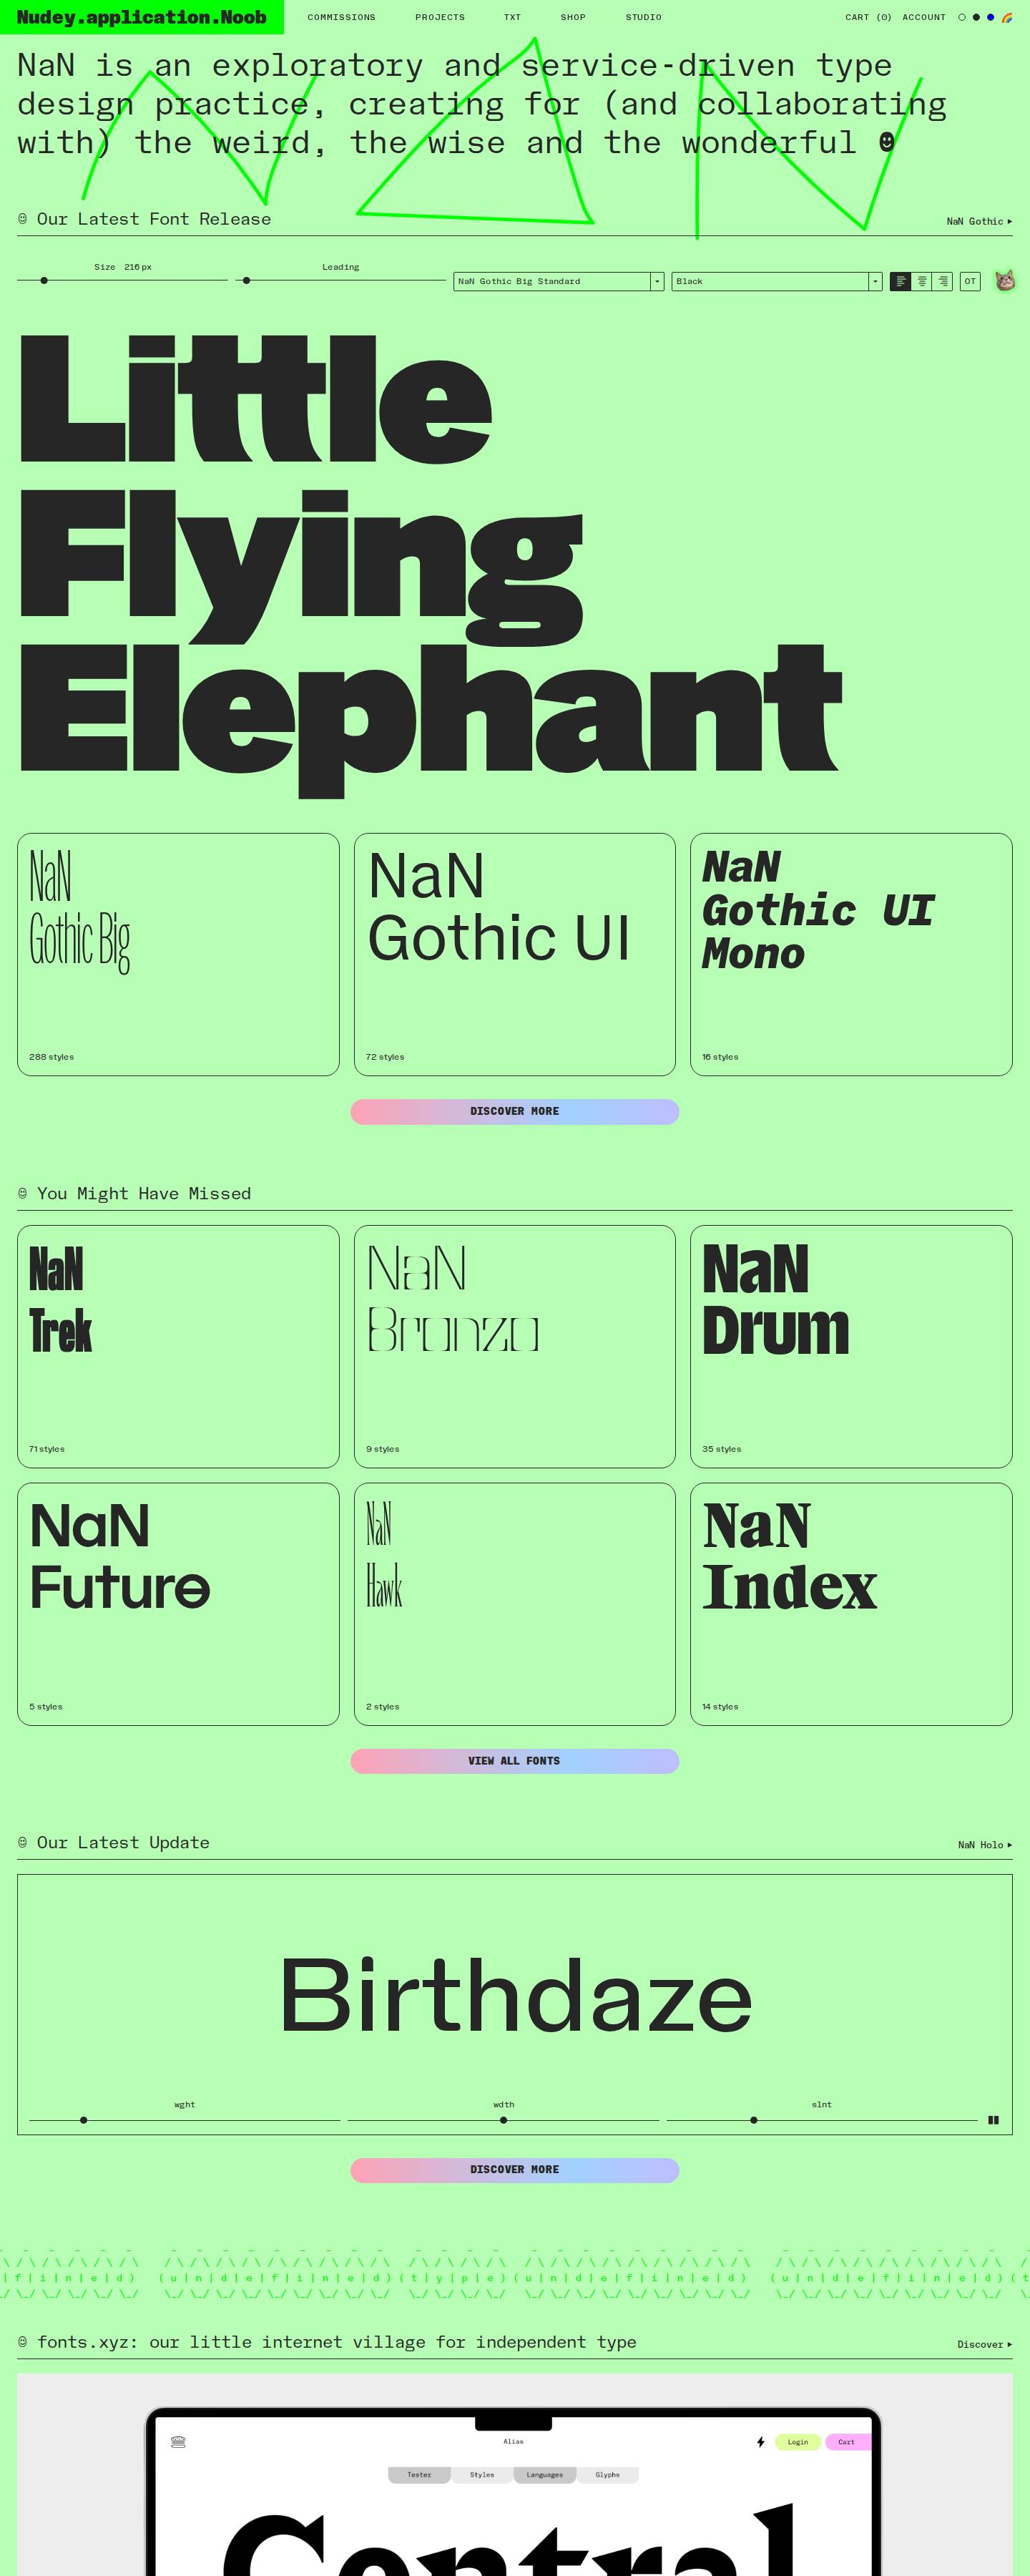 Nudey.application.Noob
COMMISSIONS PROJECTS TXT SHOP STUDIO CART (0) ACCOUNT
NaN is an exploratory and service-driven type
design practice, creating for (and collaborating
with) the weird, the wise and the wonderful
Our Latest Font Release NaN Gothic
Size 216 px Leading
NaN Gothic Big Standard Black OT
Little
Flying
Elephant
NaN
Gothic Big
288 styles
NaN
Gothic UI
72 styles
NaN
Gothic UI
Mono
16 styles
DISCOVER MORE
You Might Have Missed
NaN
Trek
71 styles
NaN
Bronzo
9 styles
NaN
Drum
35 styles
NaN
Future
5 styles
NaN
Hawk
2 styles
NaN
Index
14 styles
VIEW ALL FONTS
Our Latest Update NaN Holo
Birthdaze
wght wdth slnt
DISCOVER MORE
|f|i|n|e|d) (u|n|d|e|f|i|n|e|d)(t|y|p|e)(u|n|d|e|f|i|n|e|d) (u|n|d|e|f|i|n|e|d)(t
fonts.xyz: our little internet village for independent type Discover
Alias Login Cart
Tester Styles Languages Glyphs
Central